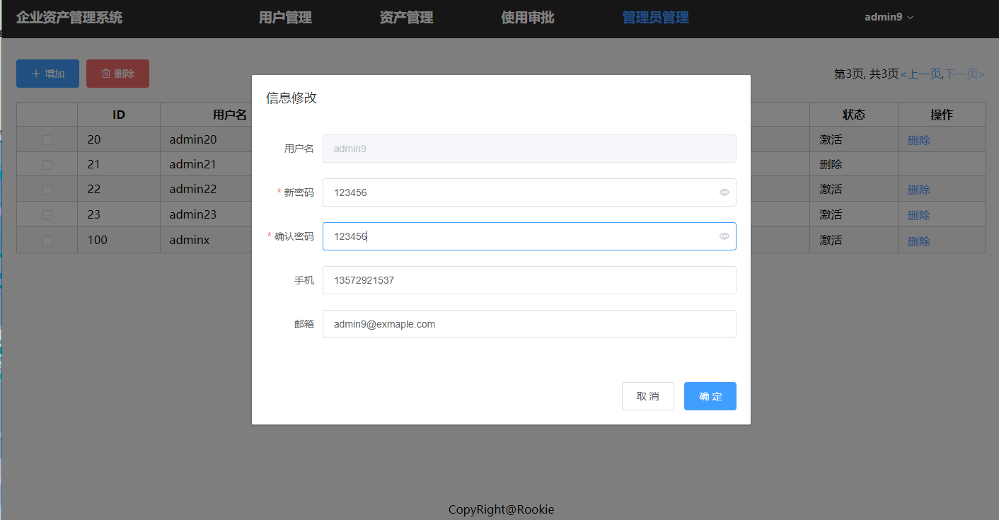 企业资产管理系统 用户管理 资产管理 使用审批 管理员管理 admin9
增加 删除 第3页, 共3页<上一页,下一页>
信息修改
ID 用户名 状态 操作
20 admin20 激活 删除
用户名 admin9
21 admin21 删除
22 admin22 激活 删除
* 新密码 123456
23 admin23 激活 删除
* 确认密码 123456
100 adminx 激活 删除
手机 13572921537
邮箱 admin9@exmaple.com
取 消 确 定
CopyRight@Rookie